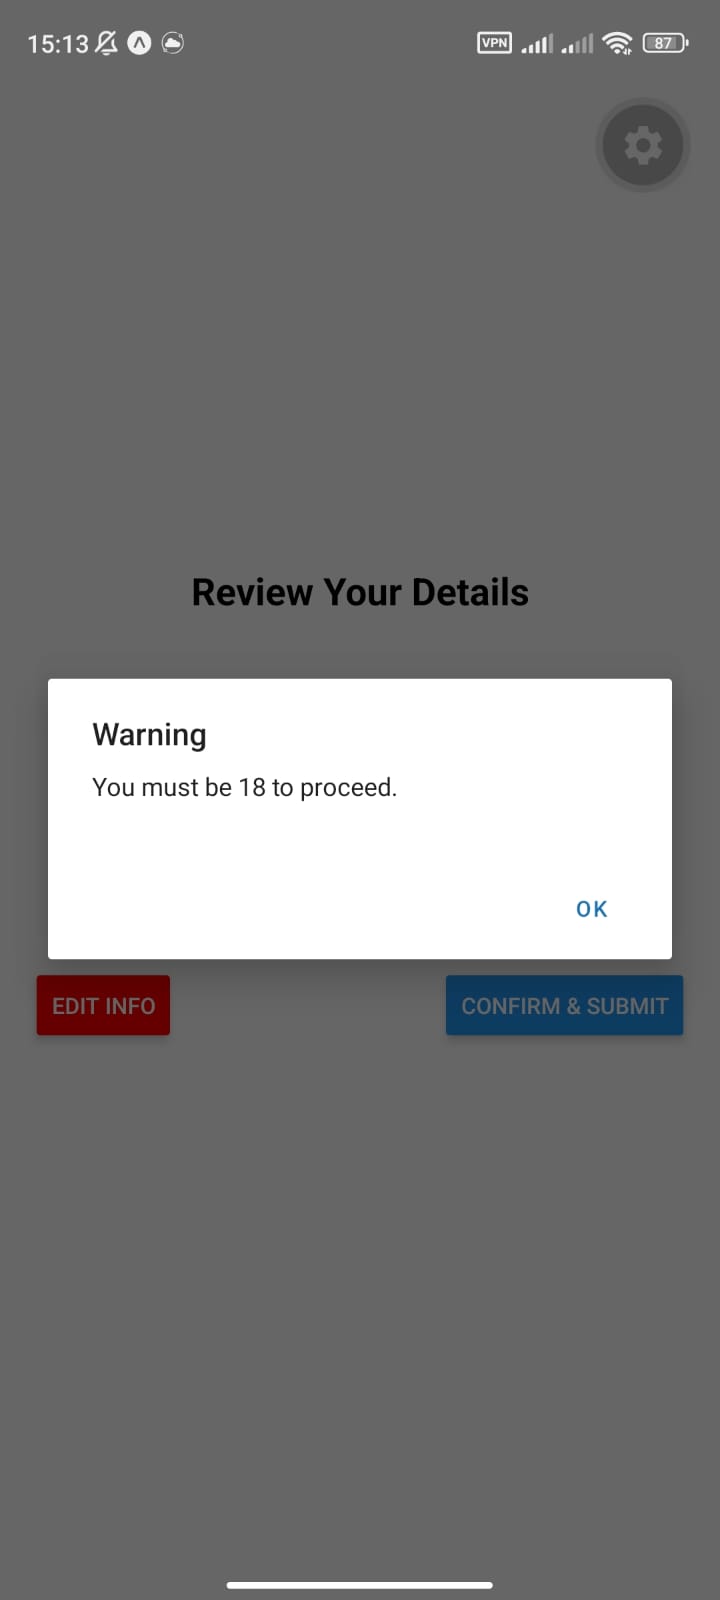 15:13
VPN
87
Review Your Details
Warning
You must be 18 to proceed.
OK
EDIT INFO
CONFIRM & SUBMIT